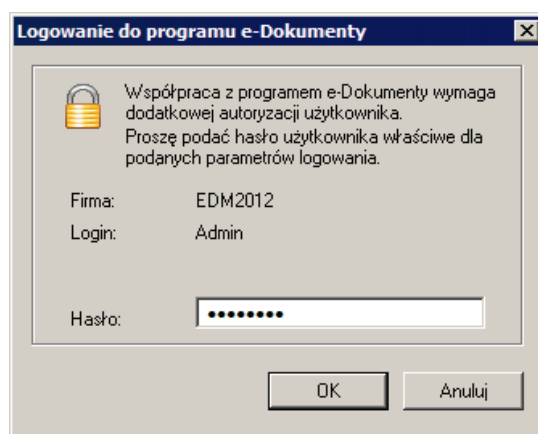 Logowanie do programu e-Dokumenty
Współpraca z programem e-Dokumenty wymaga
dodatkowej autoryzacji użytkownika.
Proszę podać hasło użytkownika właściwe dla
podanych parametrów logowania.
Firma: EDM2012
Login: Admin
Hasło: ••••••••
OK Anuluj